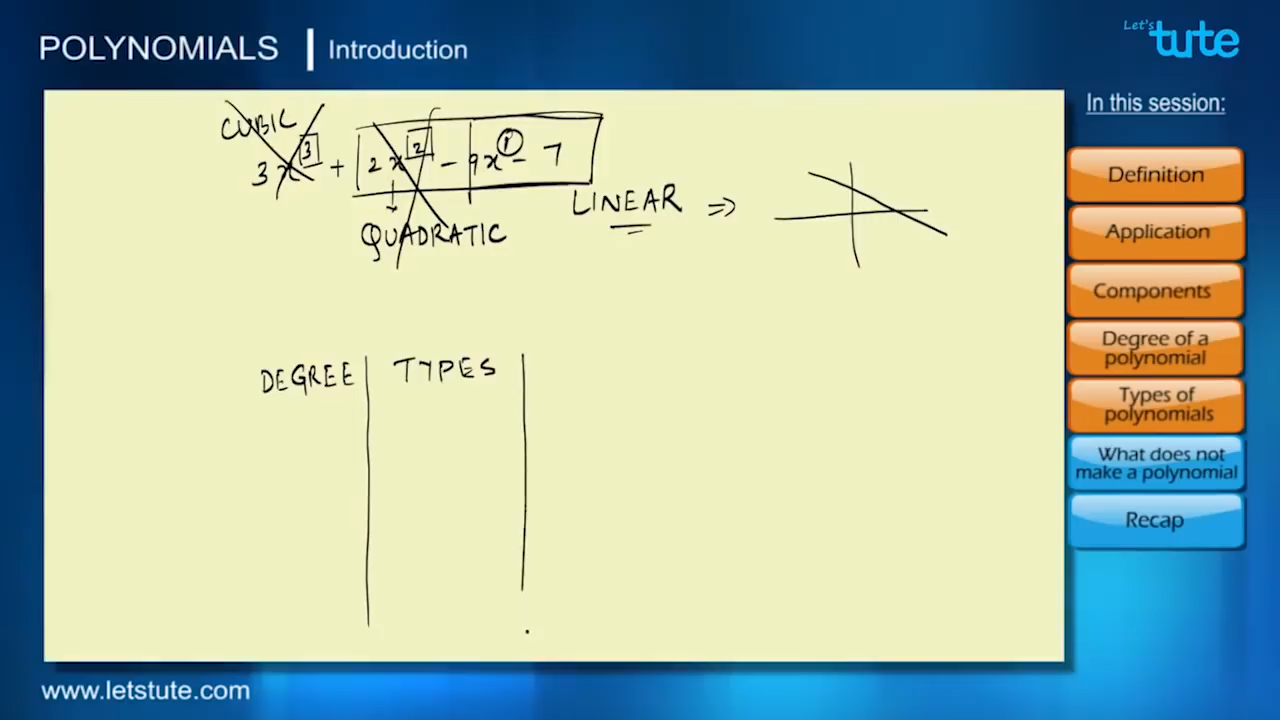 POLYNOMIALS | Introduction
Let's tute
In this session:
CUBIC
3x³ + 2x² - 9x¹ - 7
LINEAR ⇒
QUADRATIC
DEGREE TYPES
Definition
Application
Components
Degree of a
polynomial
Types of
polynomials
What does not
make a polynomial
Recap
www.letstute.com